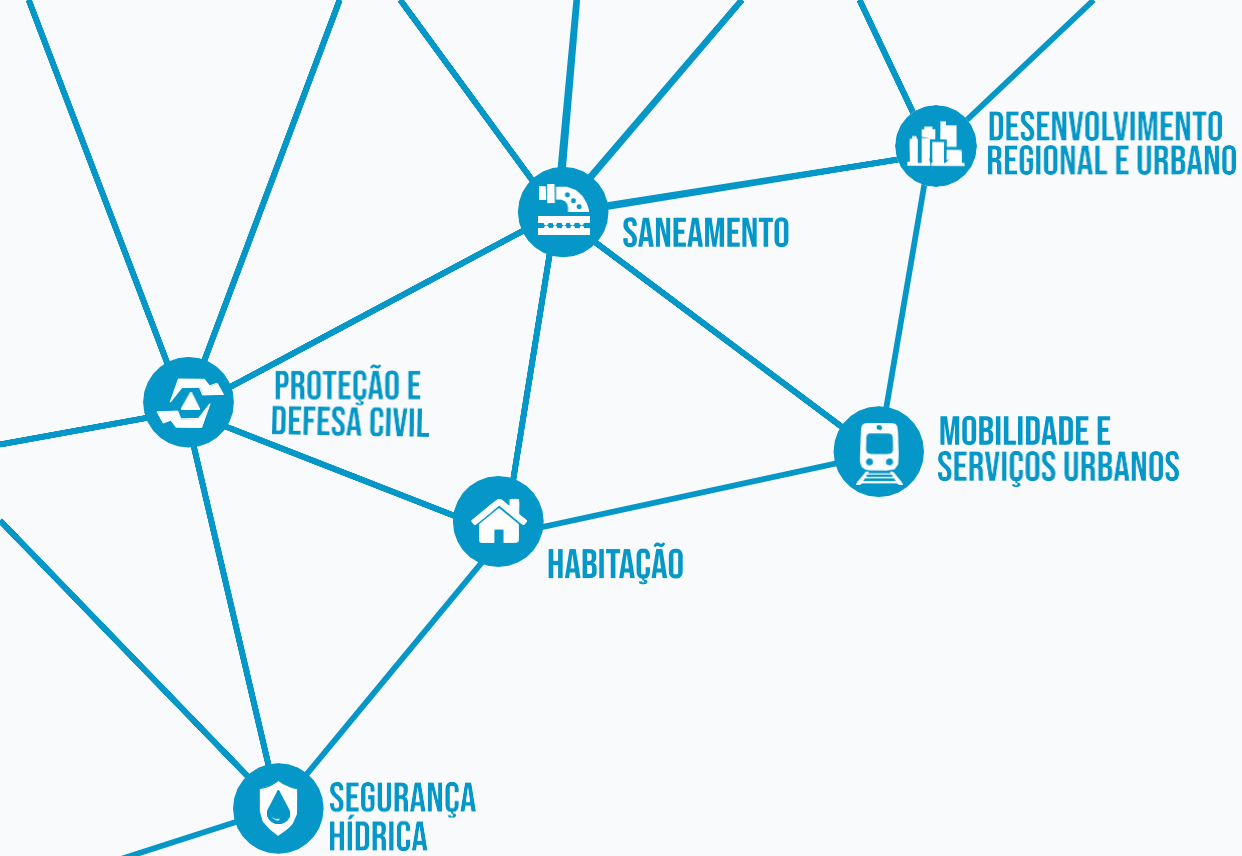 DESENVOLVIMENTO
REGIONAL E URBANO
SANEAMENTO
PROTEÇÃO E
DEFESA CIVIL
MOBILIDADE E
SERVIÇOS URBANOS
HABITAÇÃO
SEGURANÇA
HÍDRICA